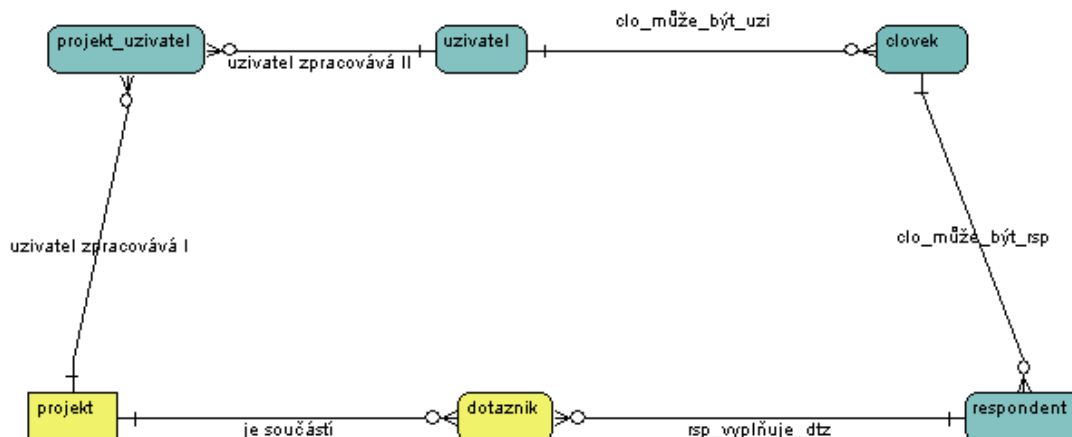 clo_může_být_uzi
projekt_uzivatel
uzivatel
clovek
uzivatel zpracovává II
uzivatel zpracovává I
clo_může_být_rsp
projekt
dotaznik
respondent
je součástí
rsp_vyplňuje_dtz